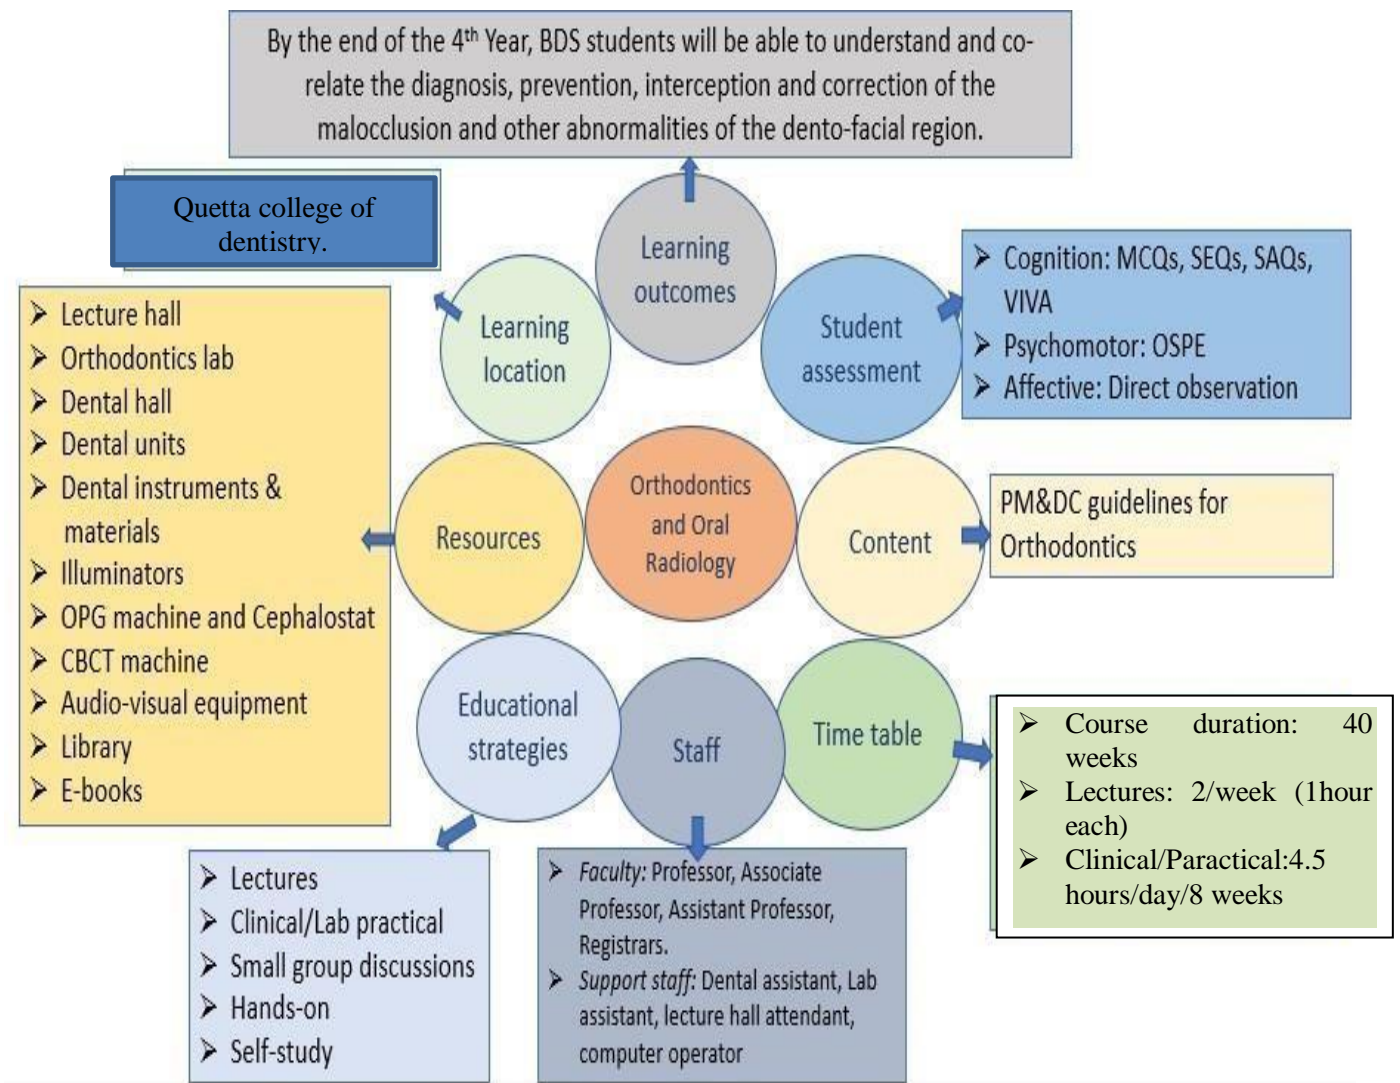 By the end of the 4th Year, BDS students will be able to understand and co-
relate the diagnosis, prevention, interception and correction of the
malocclusion and other abnormalities of the dento-facial region.
Quetta college of
dentistry.
Learning
outcomes
Learning
location
Student
assessment
➢ Cognition: MCQs, SEQs, SAQs,
VIVA
➢ Psychomotor: OSPE
➢ Affective: Direct observation
➢ Lecture hall
➢ Orthodontics lab
➢ Dental hall
➢ Dental units
➢ Dental instruments &
materials
➢ Illuminators
➢ OPG machine and Cephalostat
➢ CBCT machine
➢ Audio-visual equipment
➢ Library
➢ E-books
Resources
Orthodontics
and Oral
Radiology
Content
PM&DC guidelines for
Orthodontics
Educational
strategies
Staff
Time table
➢ Course duration: 40
weeks
➢ Lectures: 2/week (1hour
each)
➢ Clinical/Paractical:4.5
hours/day/8 weeks
➢ Lectures
➢ Clinical/Lab practical
➢ Small group discussions
➢ Hands-on
➢ Self-study
➢ Faculty: Professor, Associate
Professor, Assistant Professor,
Registrars.
➢ Support staff: Dental assistant, Lab
assistant, lecture hall attendant,
computer operator